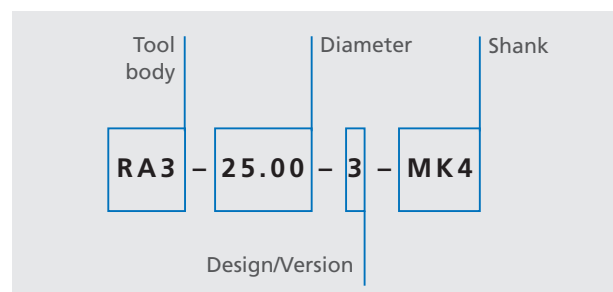 Tool body
Diameter
Shank
RA3 – 25.00 – 3 – MK4
Design/Version